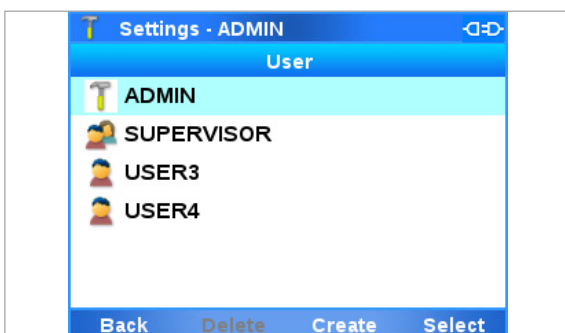 Settings - ADMIN
User
ADMIN
SUPERVISOR
USER3
USER4
Back Delete Create Select